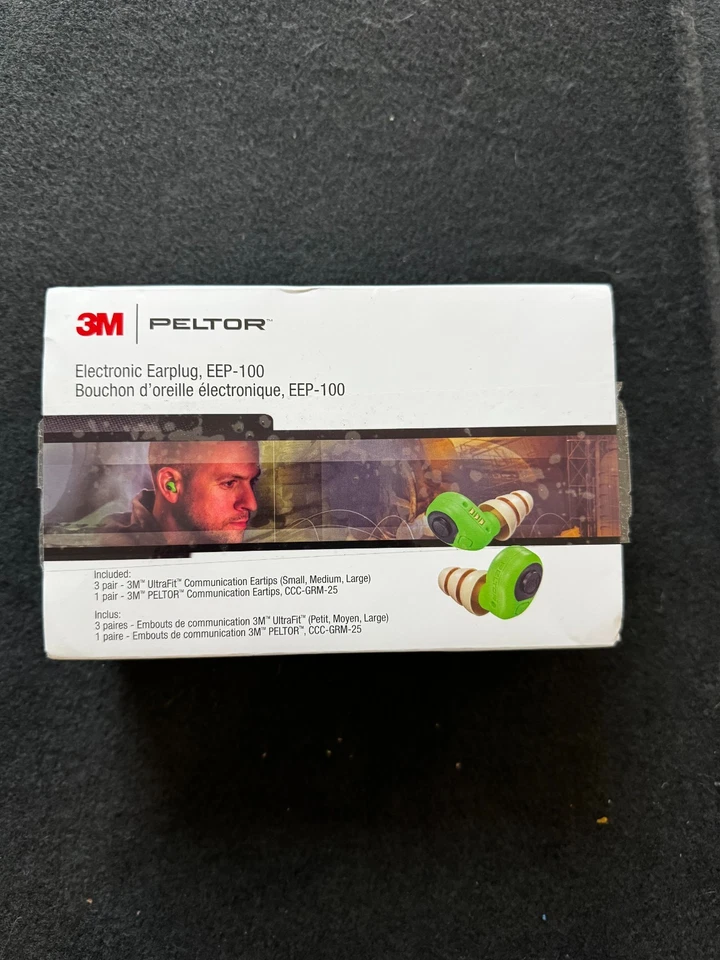 3M PELTOR™
Electronic Earplug, EEP-100
Bouchon d'oreille électronique, EEP-100
Included:
3 pair - 3M™ UltraFit™ Communication Eartips (Small, Medium, Large)
1 pair - 3M™ PELTOR™ Communication Eartips, CCC-GRM-25
Inclus:
3 paires - Embouts de communication 3M™ UltraFit™ (Petit, Moyen, Large)
1 paire - Embouts de communication 3M™ PELTOR™, CCC-GRM-25